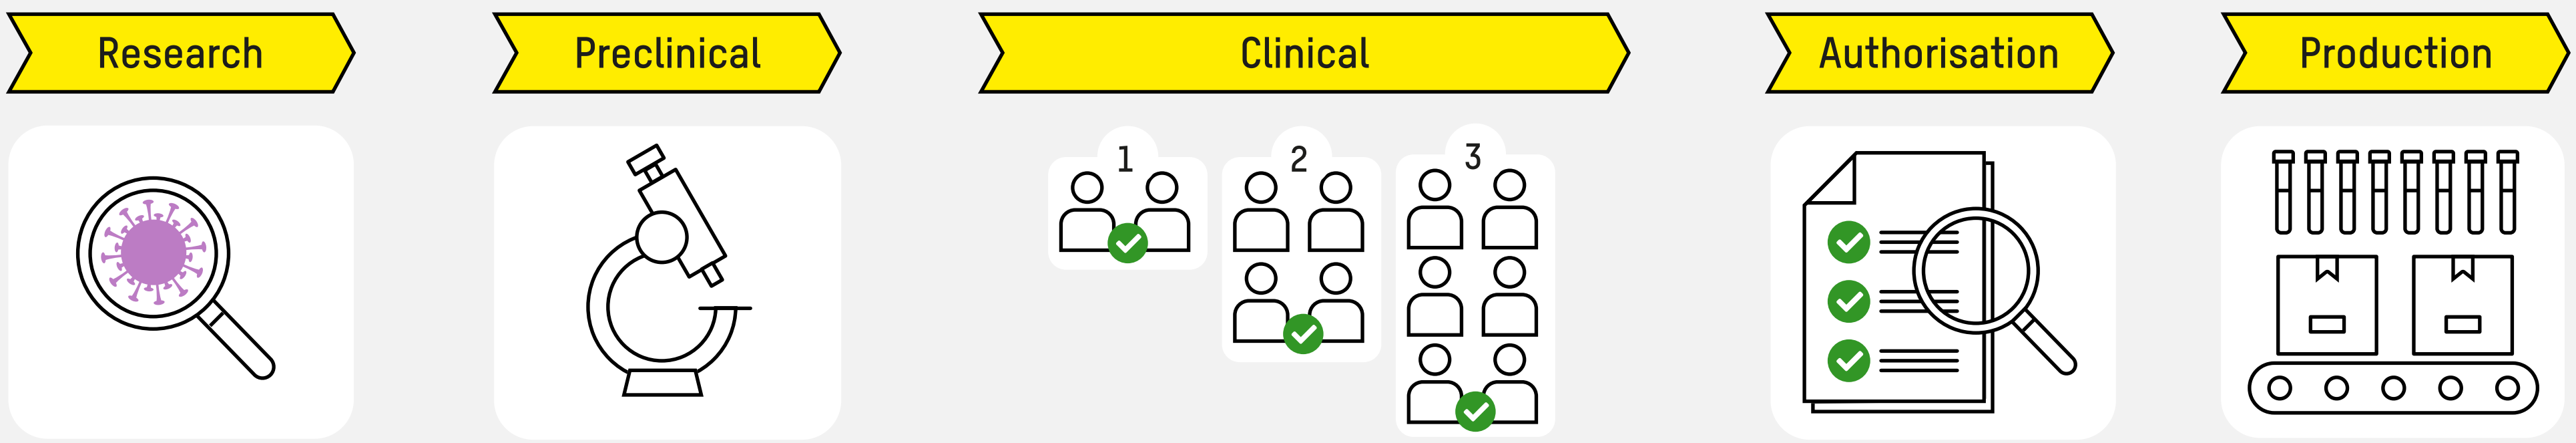 Research
Preclinical
Clinical
Authorisation
Production
1
2
3